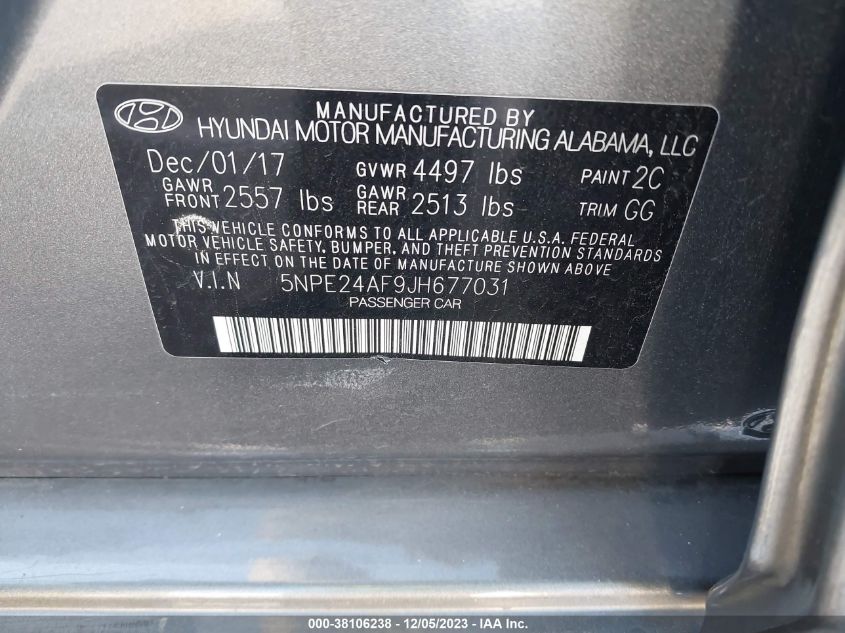 MANUFACTURED BY
HYUNDAI MOTOR MANUFACTURING ALABAMA, LLC
Dec/01/17 GVWR 4497 lbs PAINT 2C
GAWR FRONT 2557 lbs GAWR REAR 2513 lbs TRIM GG
THIS VEHICLE CONFORMS TO ALL APPLICABLE U.S.A. FEDERAL
MOTOR VEHICLE SAFETY, BUMPER, AND THEFT PREVENTION STANDARDS
IN EFFECT ON THE DATE OF MANUFACTURE SHOWN ABOVE.
V.I.N 5NPE24AF9JH677031
PASSENGER CAR
000-38106238 - 12/05/2023 - © IAA Inc.